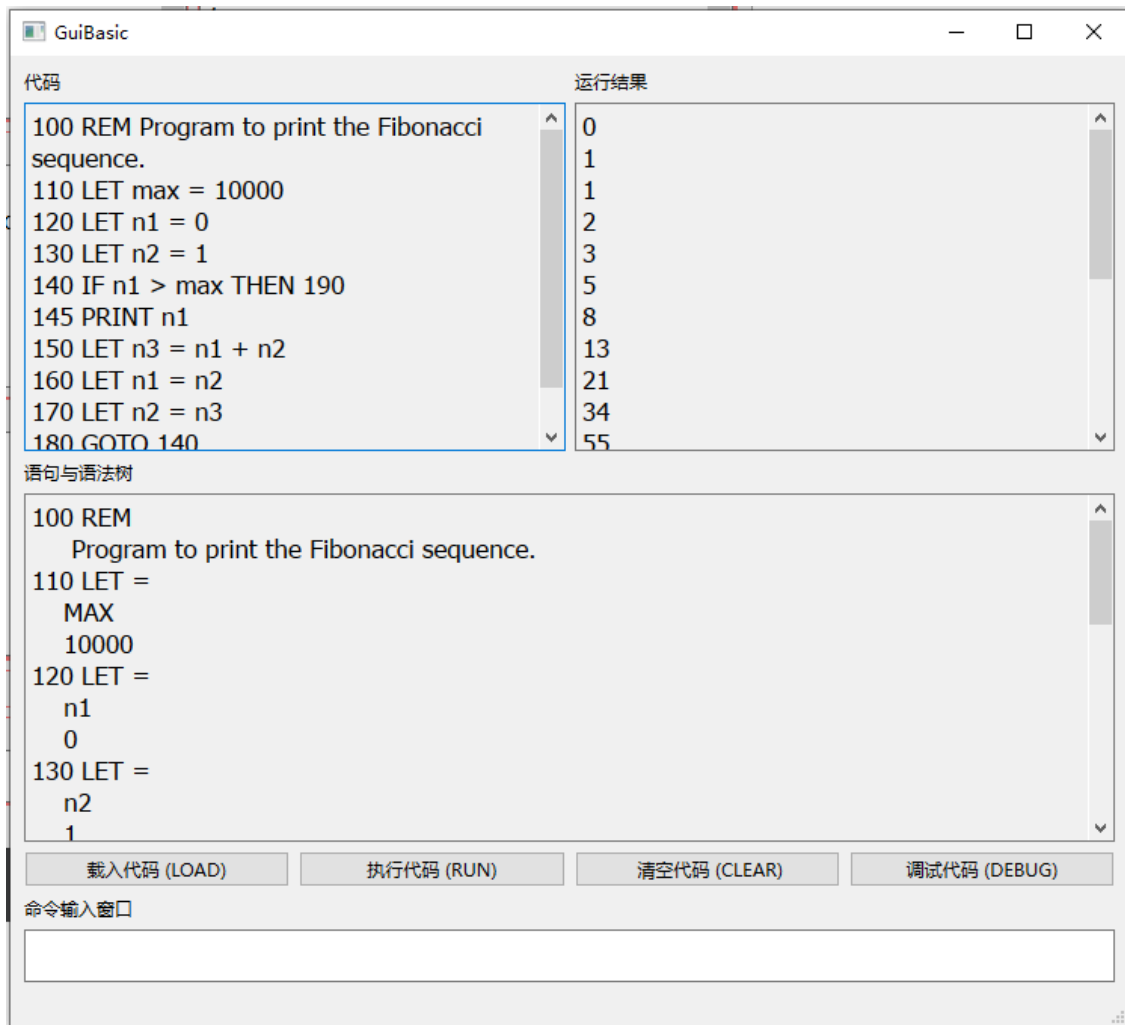 GuiBasic
代码
100 REM Program to print the Fibonacci
sequence.
110 LET max = 10000
120 LET n1 = 0
130 LET n2 = 1
140 IF n1 > max THEN 190
145 PRINT n1
150 LET n3 = n1 + n2
160 LET n1 = n2
170 LET n2 = n3
180 GOTO 140
运行结果
0
1
1
2
3
5
8
13
21
34
55
语句与语法树
100 REM
Program to print the Fibonacci sequence.
110 LET =
MAX
10000
120 LET =
n1
0
130 LET =
n2
1
载入代码 (LOAD)
执行代码 (RUN)
清空代码 (CLEAR)
调试代码 (DEBUG)
命令输入窗口